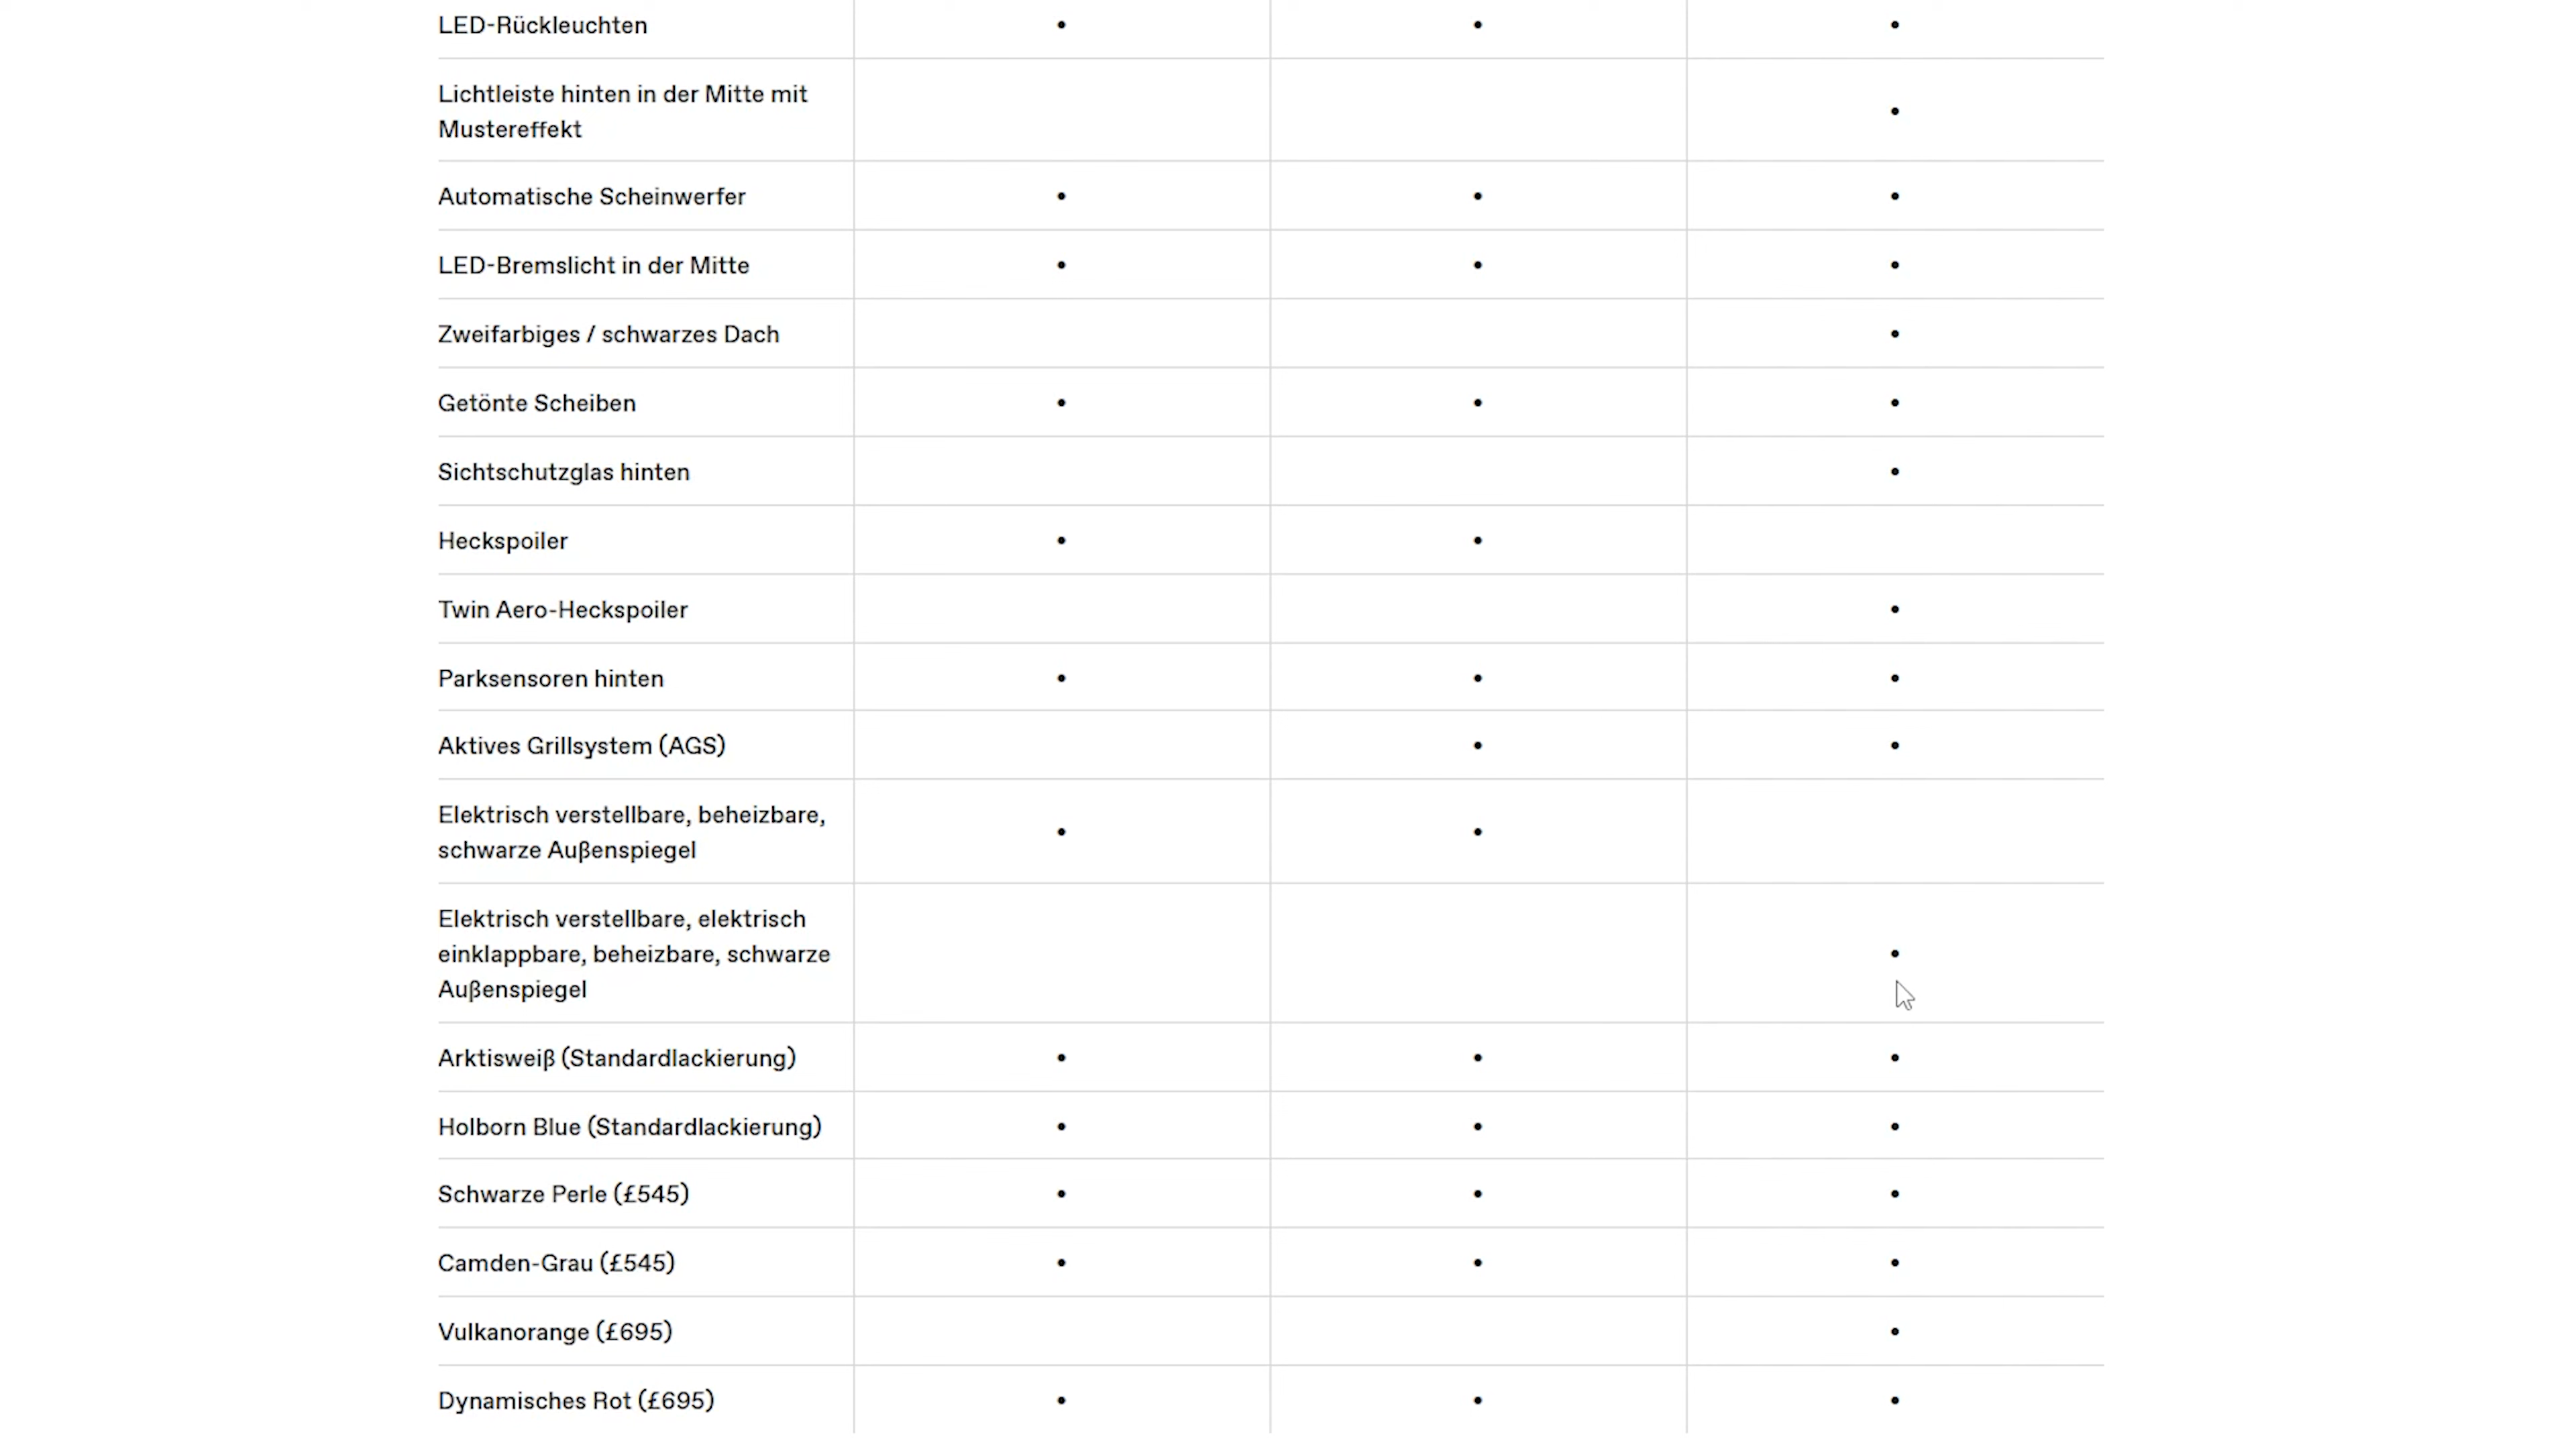 LED-Rückleuchten
Lichtleiste hinten in der Mitte mit
Mustereffekt
Automatische Scheinwerfer
LED-Bremslicht in der Mitte
Zweifarbiges / schwarzes Dach
Getönte Scheiben
Sichtschutzglas hinten
Heckspoiler
Twin Aero-Heckspoiler
Parksensoren hinten
Aktives Grillsystem (AGS)
Elektrisch verstellbare, beheizbare,
schwarze Außenspiegel
Elektrisch verstellbare, elektrisch
einklappbare, beheizbare, schwarze
Außenspiegel
Arktisweiß (Standardlackierung)
Holborn Blue (Standardlackierung)
Schwarze Perle (£545)
Camden-Grau (£545)
Vulkanorange (£695)
Dynamisches Rot (£695)